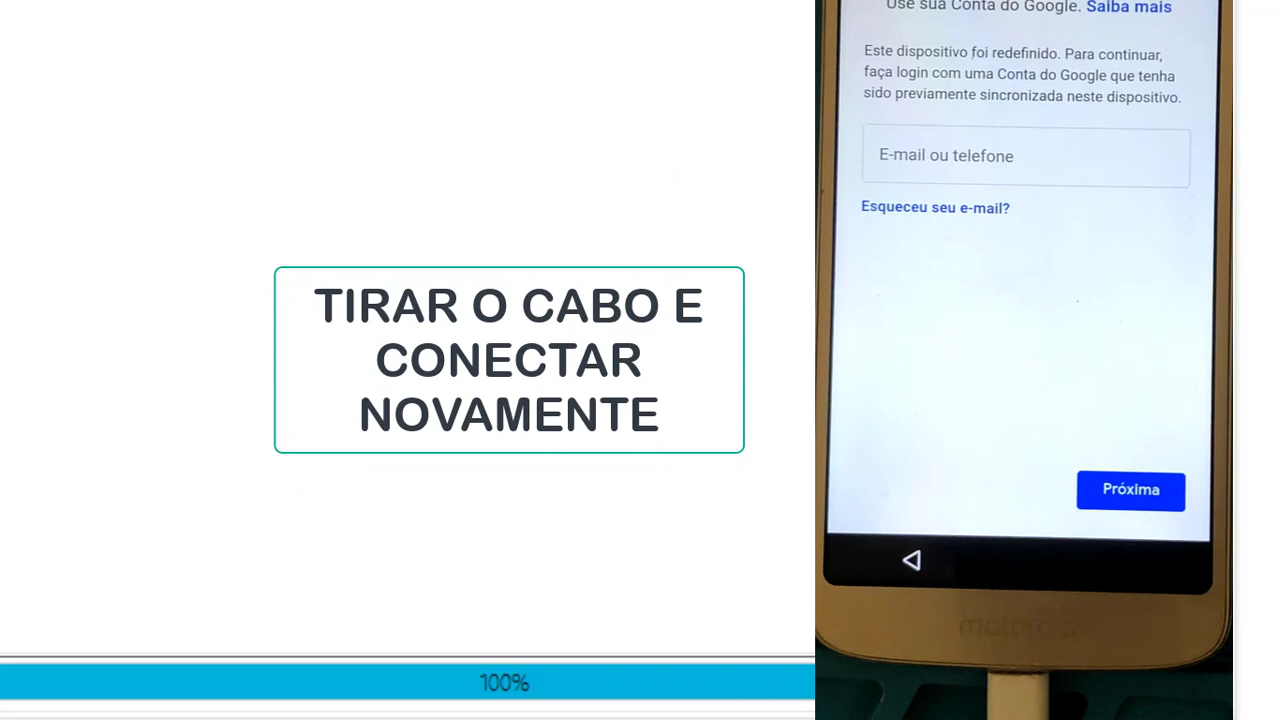 Use sua Conta do Google. Saiba mais
Este dispositivo foi redefinido. Para continuar,
faça login com uma Conta do Google que tenha
sido previamente sincronizada neste dispositivo.
E-mail ou telefone
Esqueceu seu e-mail?
Próxima
motorola
TIRAR O CABO E
CONECTAR
NOVAMENTE
100%